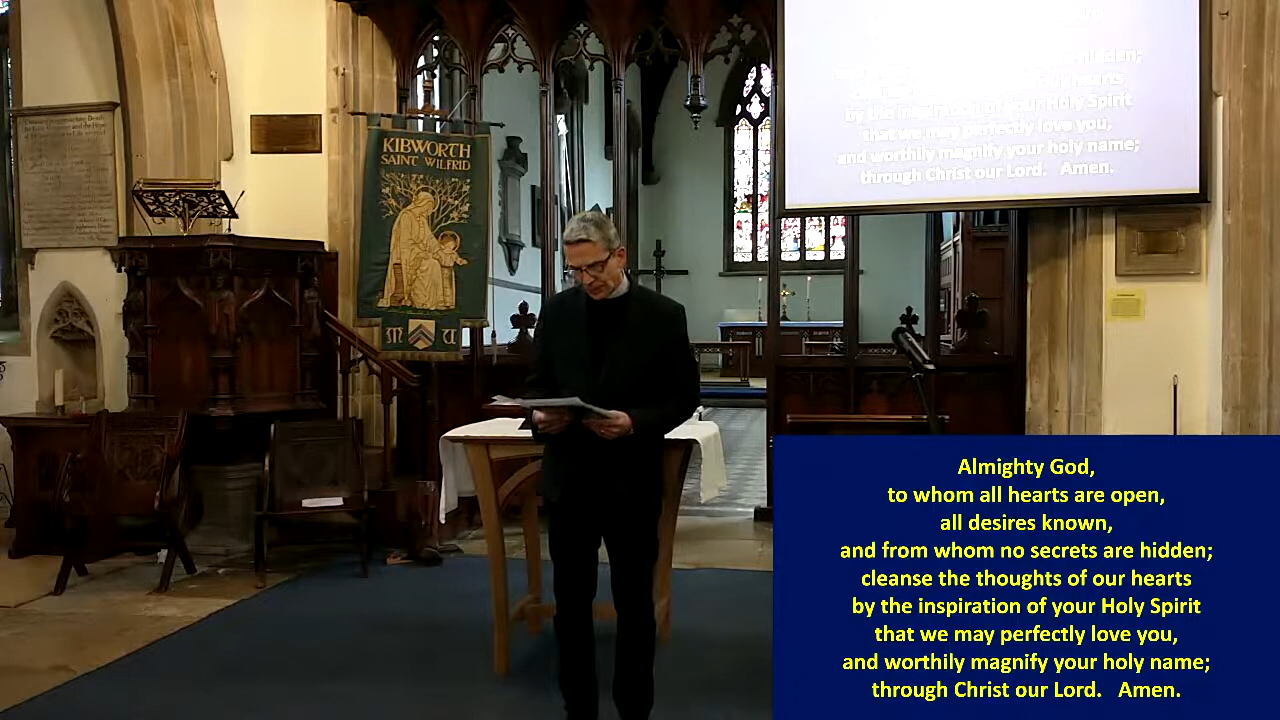 KIBWORTH
SAINT WILFRID
M U
hidden;
hearts
by the inspiration of your Holy Spirit
that we may perfectly love you,
and worthily magnify your holy name;
through Christ our Lord. Amen.
Almighty God,
to whom all hearts are open,
all desires known,
and from whom no secrets are hidden;
cleanse the thoughts of our hearts
by the inspiration of your Holy Spirit
that we may perfectly love you,
and worthily magnify your holy name;
through Christ our Lord. Amen.